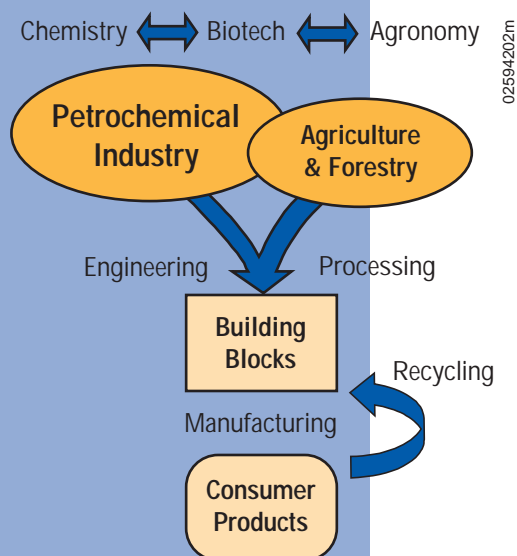 Chemistry Biotech Agronomy
02594202m
Petrochemical
Industry
Agriculture
& Forestry
Engineering Processing
Building
Blocks
Recycling
Manufacturing
Consumer
Products